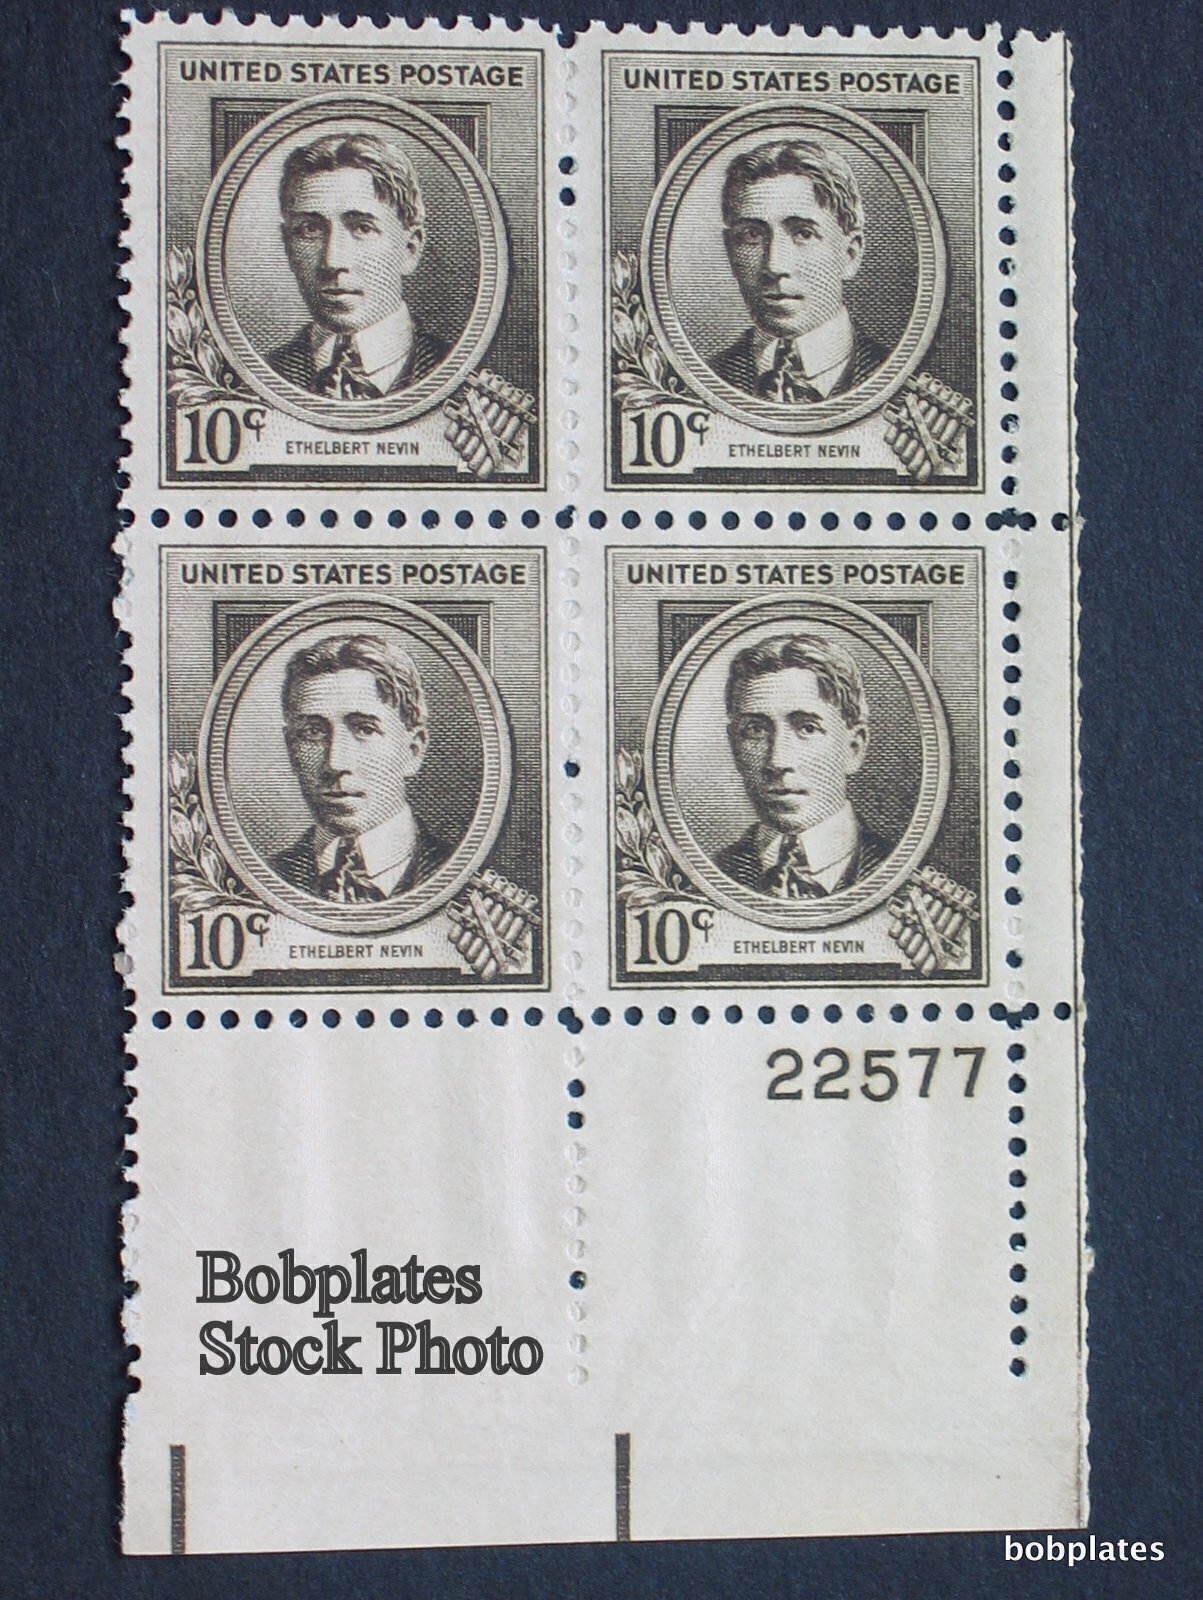 UNITED STATES POSTAGE
10¢
ETHELBERT NEVIN
UNITED STATES POSTAGE
10¢
ETHELBERT NEVIN
UNITED STATES POSTAGE
10¢
ETHELBERT NEVIN
UNITED STATES POSTAGE
10¢
ETHELBERT NEVIN
22577
Bobplates
Stock Photo
bobplates